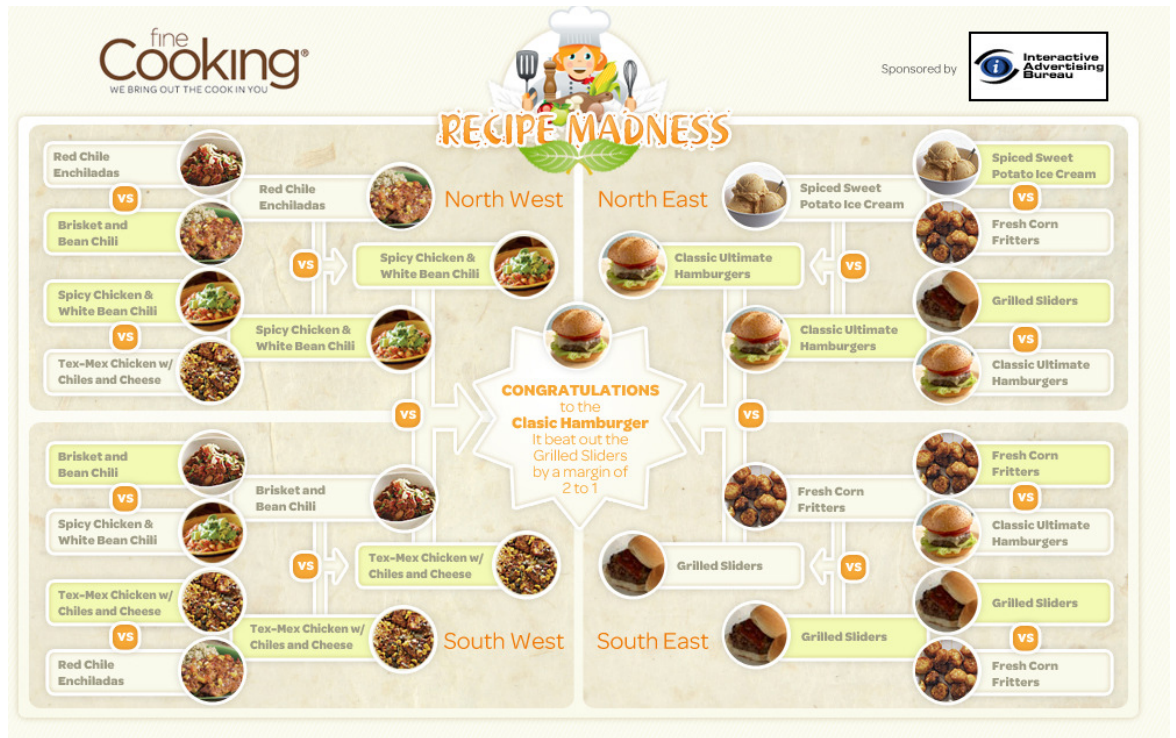 fine
Cooking®
WE BRING OUT THE COOK IN YOU
RECIPE MADNESS
Sponsored by
Interactive
Advertising
Bureau
North West
Red Chile
Enchiladas
VS
Brisket and
Bean Chili
Spicy Chicken &
White Bean Chili
VS
Tex-Mex Chicken w/
Chiles and Cheese
Red Chile
Enchiladas
VS
Spicy Chicken &
White Bean Chili
Spicy Chicken &
White Bean Chili
North East
Spiced Sweet
Potato Ice Cream
VS
Fresh Corn
Fritters
Grilled Sliders
VS
Classic Ultimate
Hamburgers
Spiced Sweet
Potato Ice Cream
VS
Classic Ultimate
Hamburgers
Classic Ultimate
Hamburgers
VS
CONGRATULATIONS
to the
Clasic Hamburger
It beat out the
Grilled Sliders
by a margin of
2 to 1
VS
Brisket and
Bean Chili
VS
Spicy Chicken &
White Bean Chili
Tex-Mex Chicken w/
Chiles and Cheese
VS
Red Chile
Enchiladas
Brisket and
Bean Chili
VS
Tex-Mex Chicken w/
Chiles and Cheese
Tex-Mex Chicken w/
Chiles and Cheese
South West
Fresh Corn
Fritters
VS
Classic Ultimate
Hamburgers
Grilled Sliders
VS
Fresh Corn
Fritters
Fresh Corn
Fritters
VS
Grilled Sliders
Grilled Sliders
South East